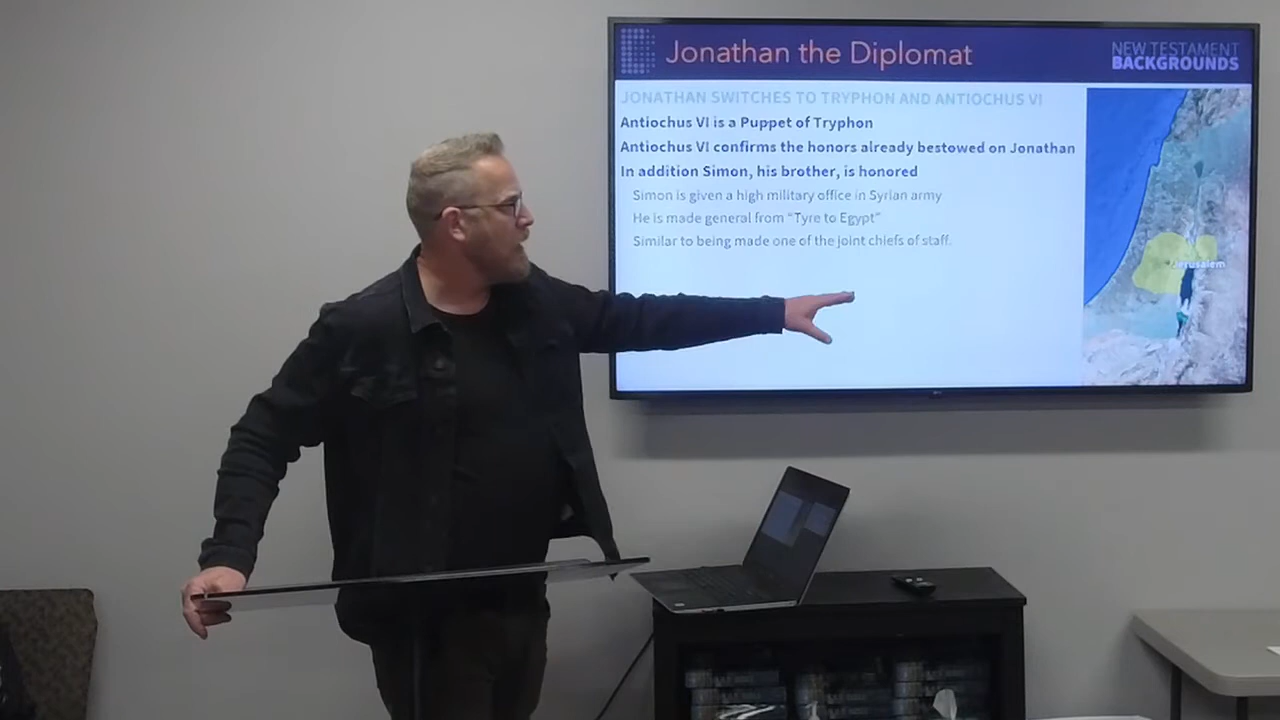 Jonathan the Diplomat
NEW TESTAMENT
BACKGROUNDS
JONATHAN SWITCHES TO TRYPHON AND ANTIOCHUS VI
Antiochus VI is a Puppet of Tryphon
Antiochus VI confirms the honors already bestowed on Jonathan
In addition Simon, his brother, is honored
Simon is given a high military office in Syrian army
He is made general from “Tyre to Egypt”
Similar to being made one of the joint chiefs of staff.
Jerusalem